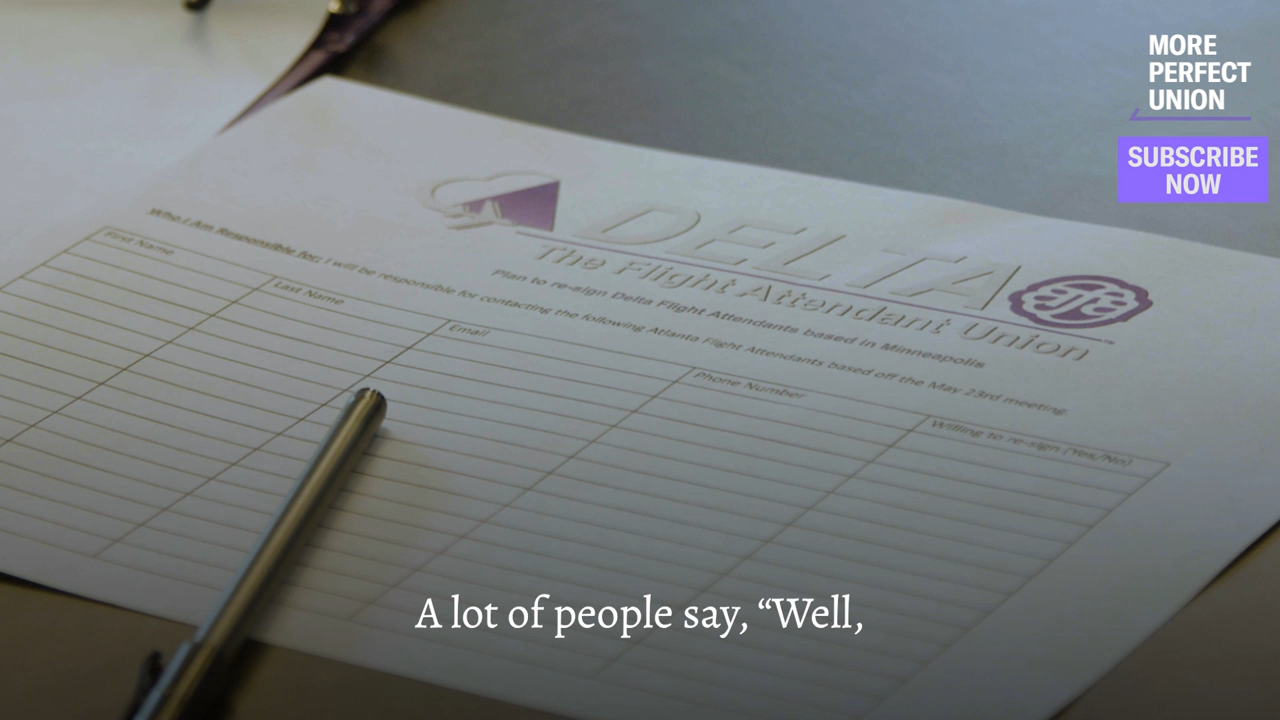 MORE
PERFECT
UNION
SUBSCRIBE
NOW
DELTA afa
The Flight Attendant Union
Plan to re-sign Delta Flight Attendants based in Minneapolis
Who I Am Responsible for: I will be responsible for contacting the following Atlanta Flight Attendants based off the May 23rd meeting.
First Name
Last Name
Email
Phone Number
Willing to re-sign (Yes/No)
A lot of people say, “Well,